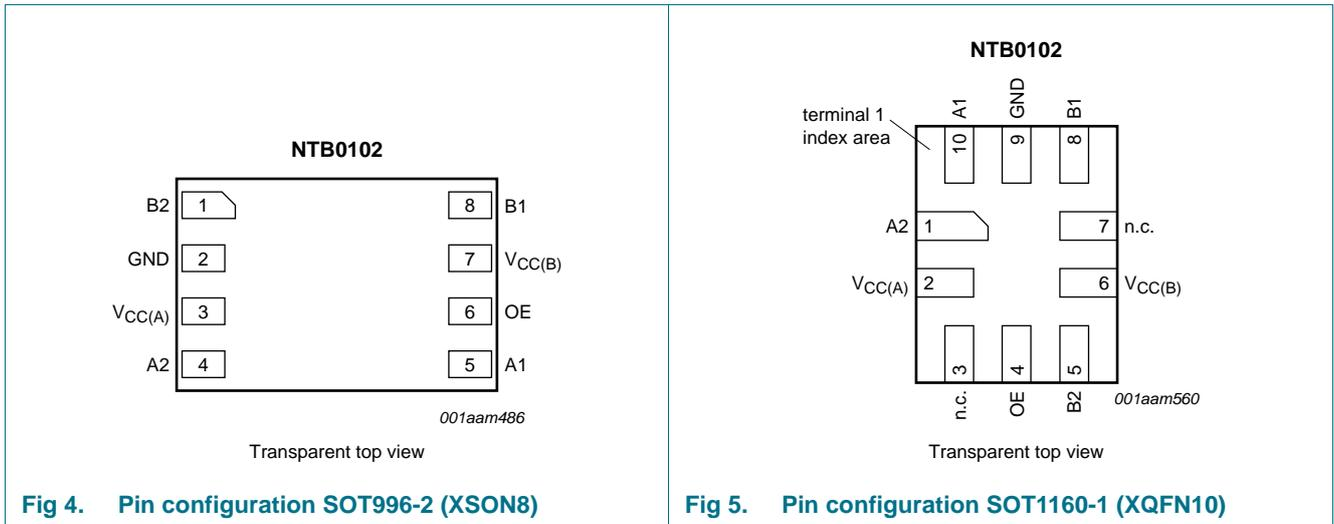 NTB0102
B2 1 8 B1
GND 2 7 VCC(B)
VCC(A) 3 6 OE
A2 4 5 A1
001aam486
Transparent top view
Fig 4. Pin configuration SOT996-2 (XSON8)
NTB0102
terminal 1
index area
A1 GND B1
10 9 8
A2 1 7 n.c.
VCC(A) 2 6 VCC(B)
3 4 5
n.c. OE B2
001aam560
Transparent top view
Fig 5. Pin configuration SOT1160-1 (XQFN10)